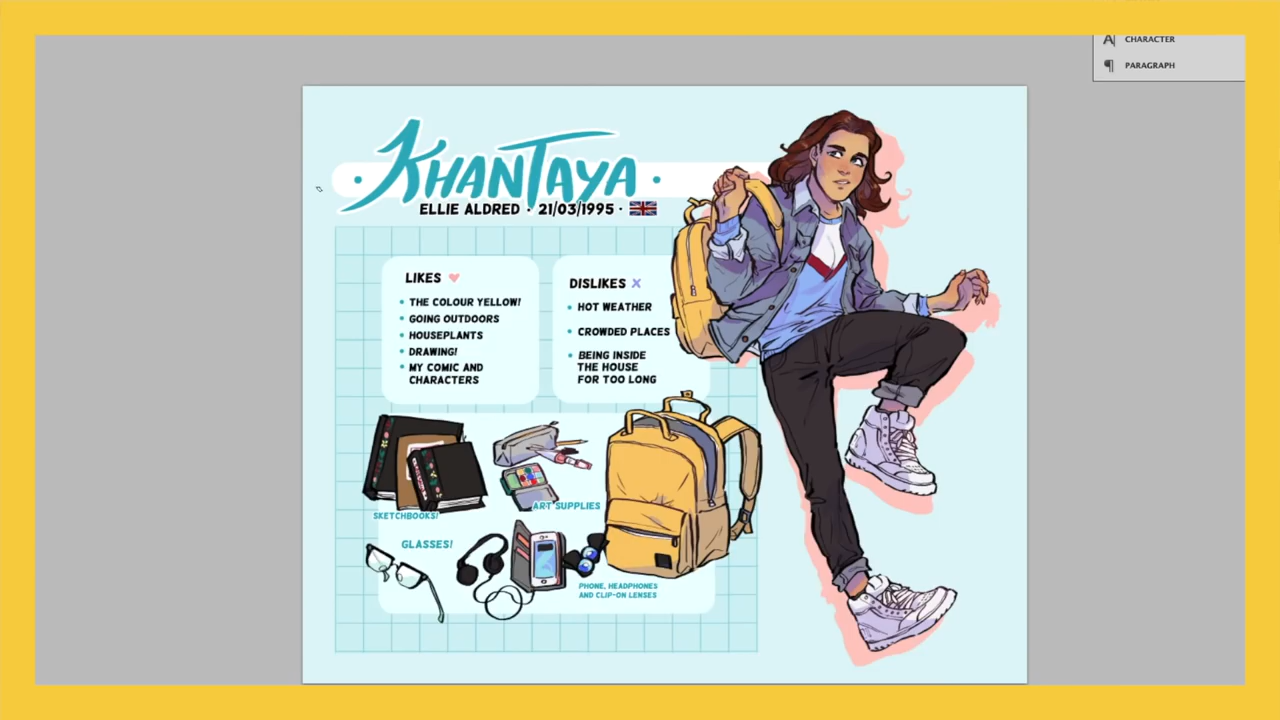 CHARACTER
PARAGRAPH
KHANTAYA
ELLIE ALDRED · 21/03/1995 ·
LIKES
THE COLOUR YELLOW!
GOING OUTDOORS
HOUSEPLANTS
DRAWING!
MY COMIC AND
CHARACTERS
DISLIKES X
HOT WEATHER
CROWDED PLACES
BEING INSIDE
THE HOUSE
FOR TOO LONG
SKETCHBOOKS!
ART SUPPLIES
GLASSES!
PHONE, HEADPHONES
AND CLIP-ON LENSES